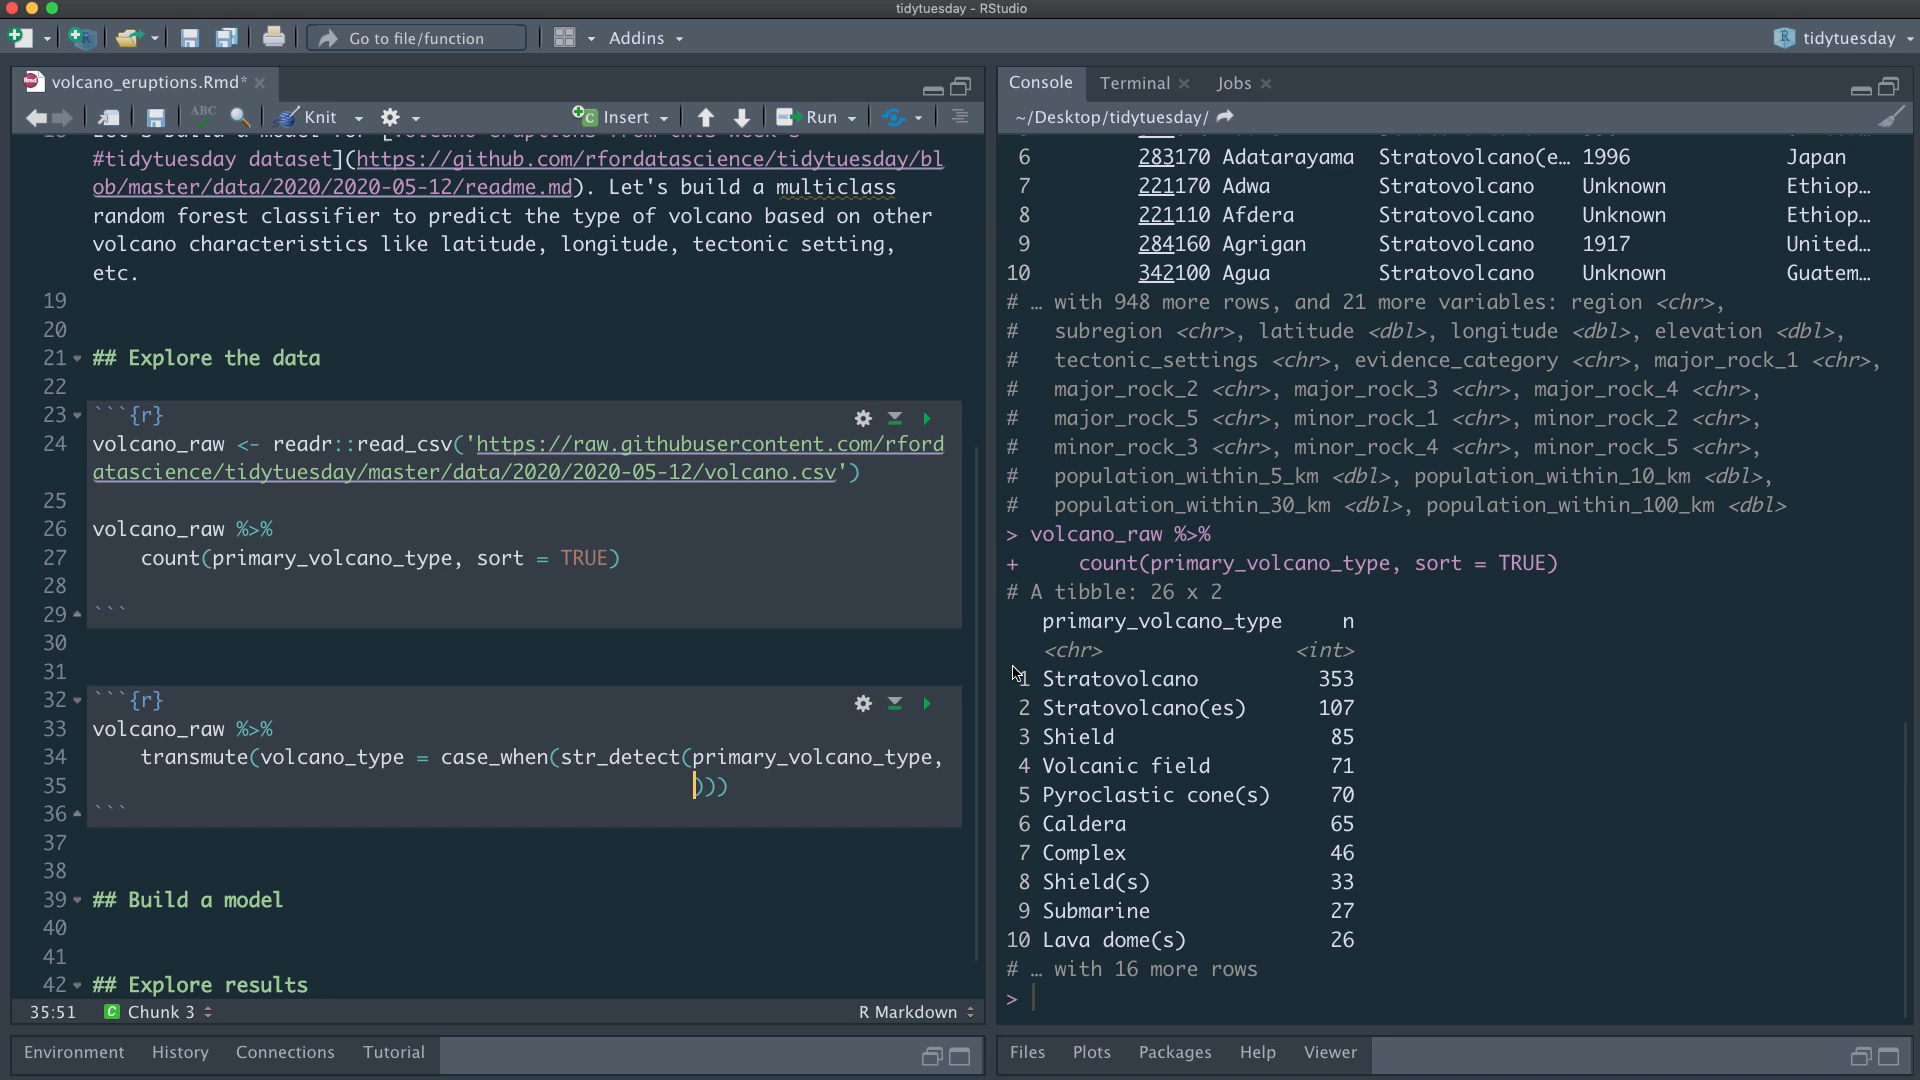 tidytuesday - RStudio
Go to file/function
Addins
tidytuesday
volcano_eruptions.Rmd*
ABC
Knit
Insert
Run
#tidytuesday dataset](https://github.com/rfordatascience/tidytuesday/bl
ob/master/data/2020/2020-05-12/readme.md). Let's build a multiclass
random forest classifier to predict the type of volcano based on other
volcano characteristics like latitude, longitude, tectonic setting,
etc.
19
20
21 ## Explore the data
22
23 ```{r}
24 volcano_raw <- readr::read_csv('https://raw.githubusercontent.com/rford
atascience/tidytuesday/master/data/2020/2020-05-12/volcano.csv')
25
26 volcano_raw %>%
27     count(primary_volcano_type, sort = TRUE)
28
29 ```
30
31
32 ```{r}
33 volcano_raw %>%
34     transmute(volcano_type = case_when(str_detect(primary_volcano_type,
35 )))
36 ```
37
38
39 ## Build a model
40
41
42 ## Explore results
35:51 Chunk 3 R Markdown
Environment History Connections Tutorial
Console Terminal Jobs
~/Desktop/tidytuesday/
6 283170 Adatarayama Stratovolcano(e… 1996 Japan
7 221170 Adwa Stratovolcano Unknown Ethiop…
8 221110 Afdera Stratovolcano Unknown Ethiop…
9 284160 Agrigan Stratovolcano 1917 United…
10 342100 Agua Stratovolcano Unknown Guatem…
# … with 948 more rows, and 21 more variables: region <chr>,
#   subregion <chr>, latitude <dbl>, longitude <dbl>, elevation <dbl>,
#   tectonic_settings <chr>, evidence_category <chr>, major_rock_1 <chr>,
#   major_rock_2 <chr>, major_rock_3 <chr>, major_rock_4 <chr>,
#   major_rock_5 <chr>, minor_rock_1 <chr>, minor_rock_2 <chr>,
#   minor_rock_3 <chr>, minor_rock_4 <chr>, minor_rock_5 <chr>,
#   population_within_5_km <dbl>, population_within_10_km <dbl>,
#   population_within_30_km <dbl>, population_within_100_km <dbl>
> volcano_raw %>%
+     count(primary_volcano_type, sort = TRUE)
# A tibble: 26 x 2
primary_volcano_type n
<chr> <int>
1 Stratovolcano 353
2 Stratovolcano(es) 107
3 Shield 85
4 Volcanic field 71
5 Pyroclastic cone(s) 70
6 Caldera 65
7 Complex 46
8 Shield(s) 33
9 Submarine 27
10 Lava dome(s) 26
# … with 16 more rows
>
Files Plots Packages Help Viewer